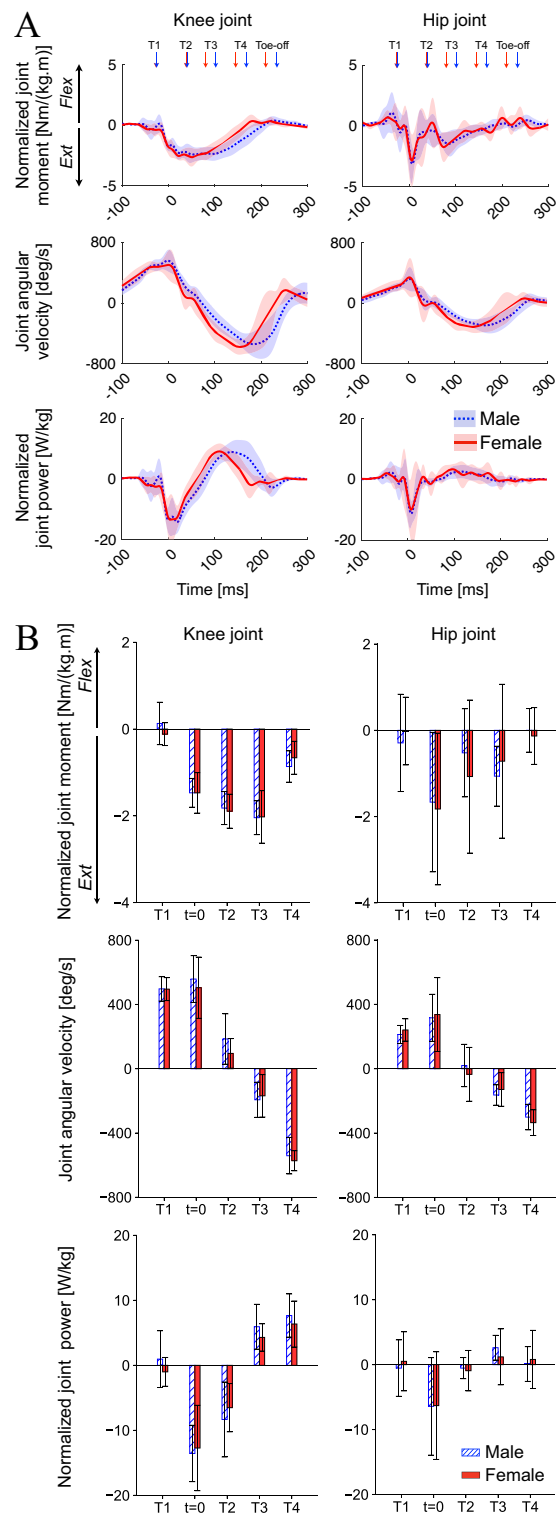 A
Knee joint
Hip joint
T1 T2 T3 T4 Toe-off
T1 T2 T3 T4 Toe-off
Normalized joint
moment [Nm/(kg.m)]
Ext Flex
5
0
-5
-100 0 100 200 300
5
0
-5
-100 0 100 200 300
Joint angular
velocity [deg/s]
800
0
-800
-100 0 100 200 300
800
0
-800
-100 0 100 200 300
Normalized
joint power [W/kg]
20
0
-20
-100 0 100 200 300
Time [ms]
Male
Female
20
0
-20
-100 0 100 200 300
Time [ms]
B
Knee joint
Hip joint
Normalized joint moment [Nm/(kg.m)]
Ext Flex
2
0
−2
−4
T1 t=0 T2 T3 T4
2
0
−2
−4
T1 t=0 T2 T3 T4
Joint angular velocity [deg/s]
800
400
0
−400
−800
T1 t=0 T2 T3 T4
800
400
0
−400
−800
T1 t=0 T2 T3 T4
Normalized joint power [W/kg]
20
10
0
−10
−20
T1 t=0 T2 T3 T4
20
10
0
−10
−20
T1 t=0 T2 T3 T4
Male
Female